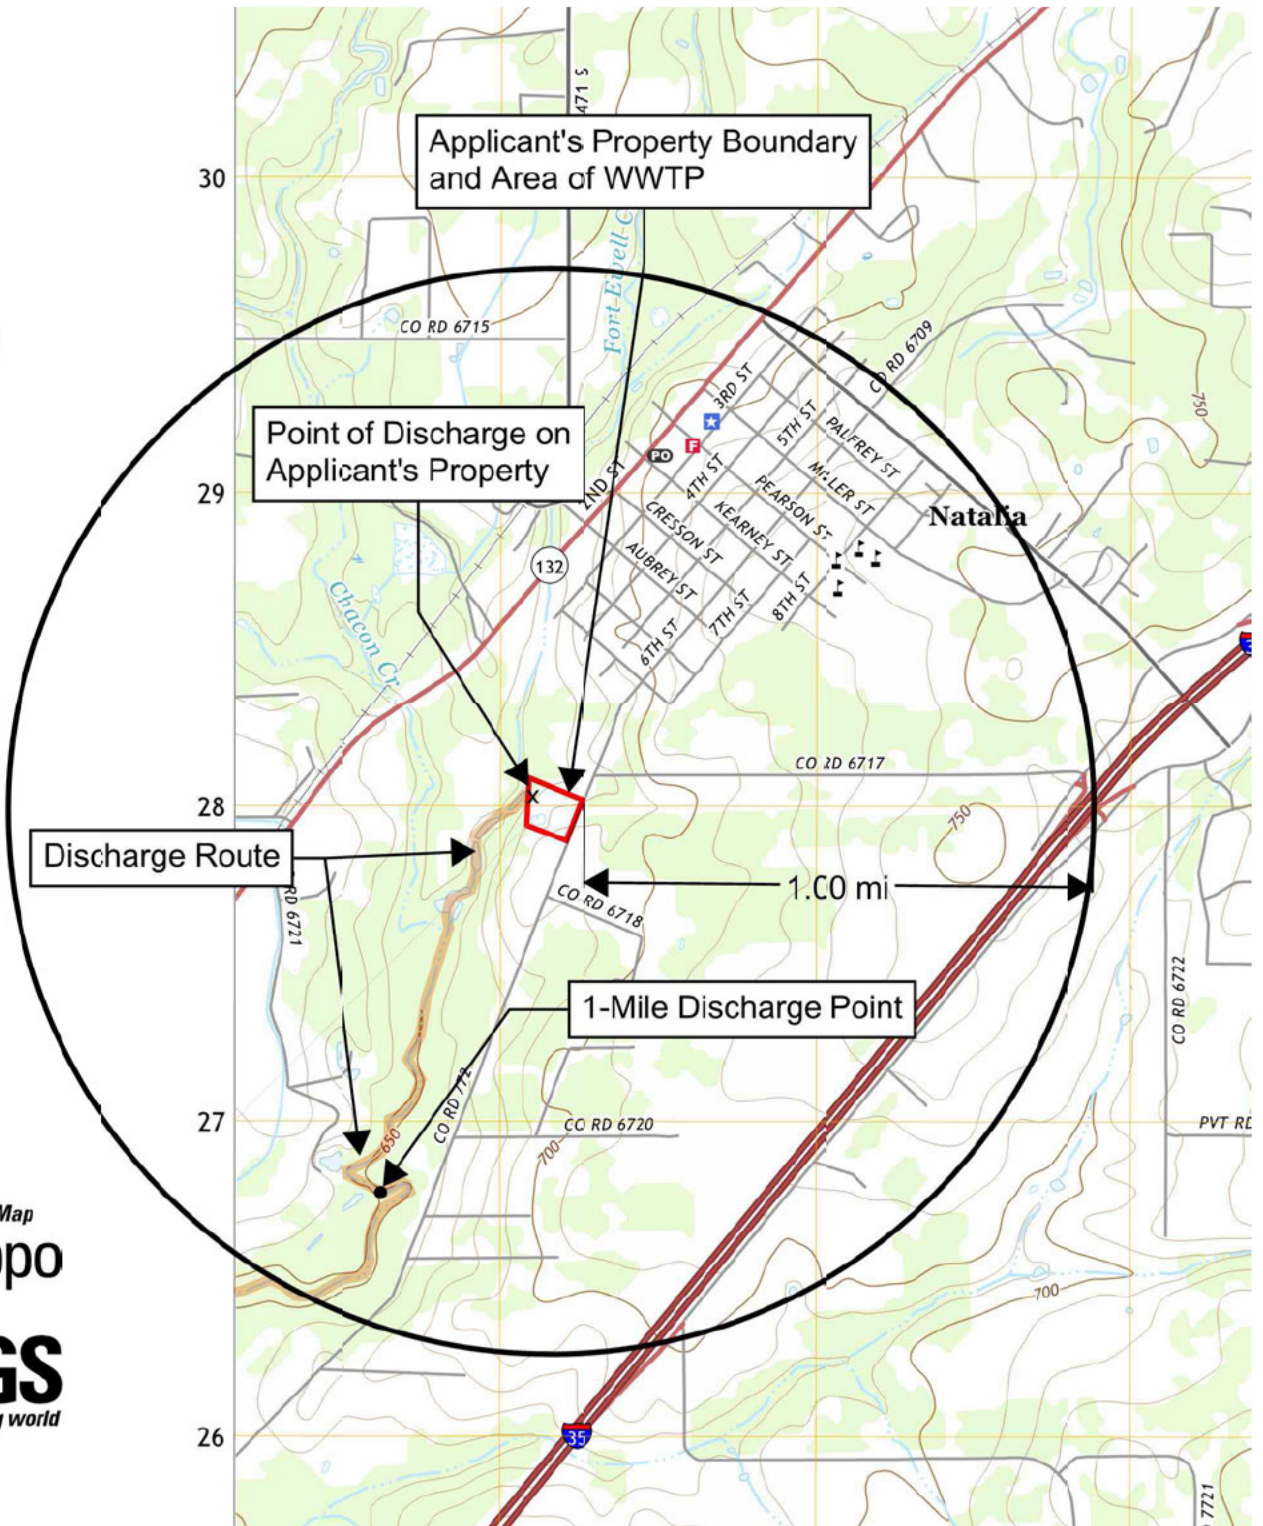 471 S
Applicant's Property Boundary
and Area of WWTP
30
Fort Ewell C
CO RD 6715
CO RD 6709
3RD ST
750
Point of Discharge on
Applicant's Property
5TH ST
PALFREY ST
F
PO
2ND ST
4TH ST
MILLER ST
29
PEARSON ST
CRESSON ST
KEARNEY ST
Natalia
132
AUBREY ST
Chacon Cr
8TH ST
7TH ST
6TH ST
CO RD 6717
x
28
750
Discharge Route
1.00 mi
RD 6721
CO RD 6718
1-Mile Discharge Point
CO RD 6722
CO RD 772
27
CO RD 6720
PVT RD
650
700
Map
700
GS
world
26
35
7721